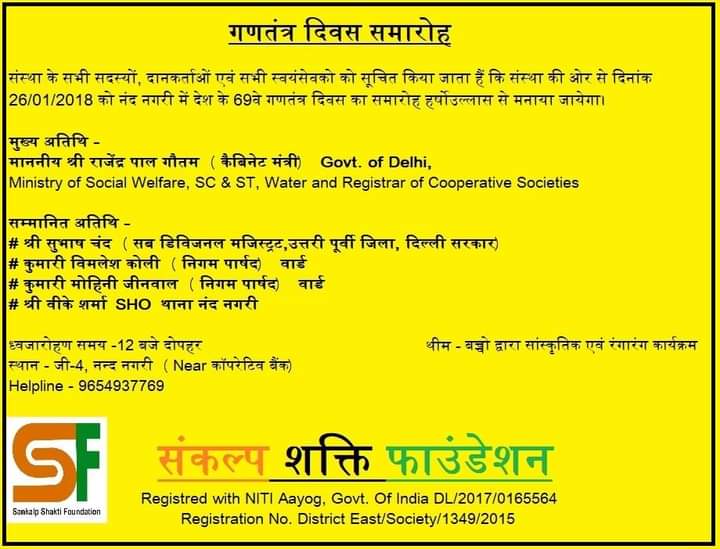 गणतंत्र दिवस समारोह
संस्था के सभी सदस्यों, दानकर्ताओं एवं सभी स्वयंसेवको को सूचित किया जाता हैं कि संस्था की ओर से दिनांक
26/01/2018 को नंद नगरी में देश के 69वे गणतंत्र दिवस का समारोह हर्षोउल्लास से मनाया जायेगा।
मुख्य अतिथि -
माननीय श्री राजेंद्र पाल गौतम ( कैबिनेट मंत्री) Govt. of Delhi,
Ministry of Social Welfare, SC & ST, Water and Registrar of Cooperative Societies
सम्मानित अतिथि -
# श्री सुभाष चंद ( सब डिविजनल मजिस्ट्रट,उत्तरी पूर्वी जिला, दिल्ली सरकार)
# कुमारी विमलेश कोली ( निगम पार्षद) वार्ड
# कुमारी मोहिनी जीनवाल ( निगम पार्षद) वार्ड
# श्री वीके शर्मा SHO थाना नंद नगरी
ध्वजारोहण समय -12 बजे दोपहर थीम - बच्चो द्वारा सांस्कृतिक एवं रंगारंग कार्यक्रम
स्थान - जी-4, नन्द नगरी ( Near कॉपरेटिव बैंक)
Helpline - 9654937769
SF
Sankalp Shakti Foundation
संकल्प शक्ति फाउंडेशन
Registred with NITI Aayog, Govt. Of India DL/2017/0165564
Registration No. District East/Society/1349/2015